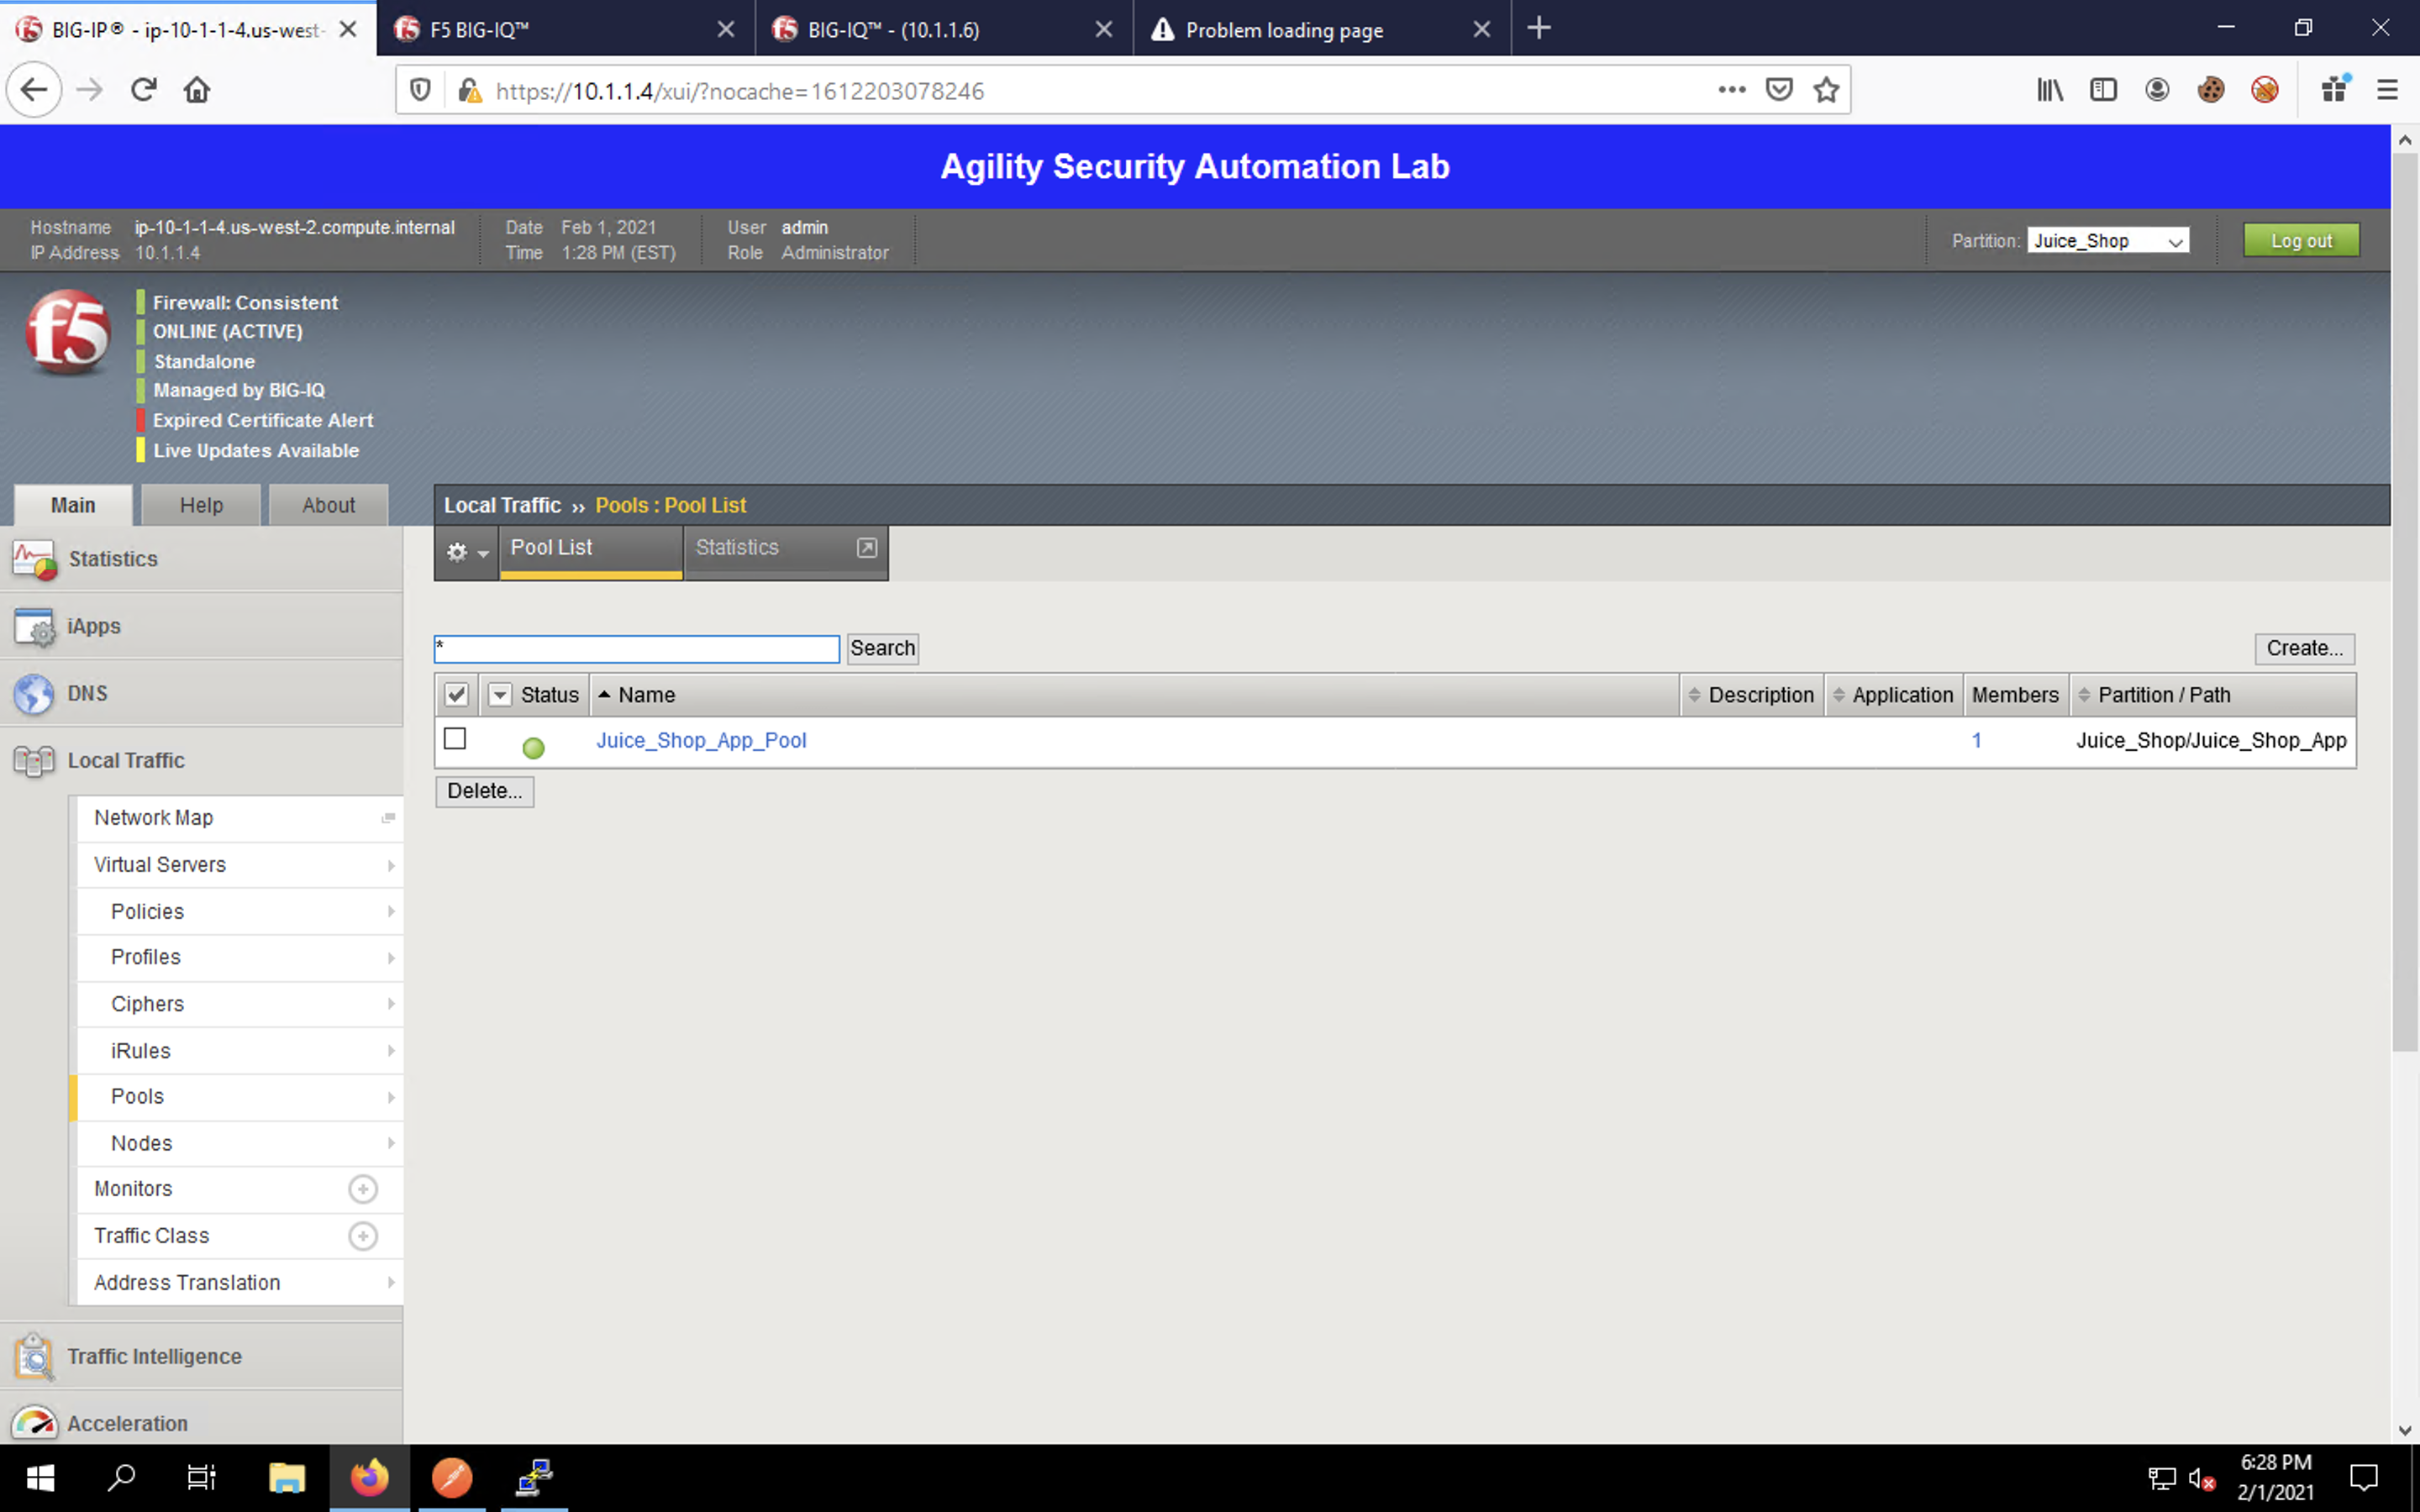 BIG-IP® - ip-10-1-1-4.us-west-
F5 BIG-IQ™
BIG-IQ™ - (10.1.1.6)
Problem loading page
https://10.1.1.4/xui/?nocache=1612203078246
Agility Security Automation Lab
Hostname ip-10-1-1-4.us-west-2.compute.internal
IP Address 10.1.1.4
Date Feb 1, 2021
Time 1:28 PM (EST)
User admin
Role Administrator
Partition: Juice_Shop
Log out
f5
Firewall: Consistent
ONLINE (ACTIVE)
Standalone
Managed by BIG-IQ
Expired Certificate Alert
Live Updates Available
Main Help About
Local Traffic ›› Pools : Pool List
Pool List Statistics
Statistics
iApps
DNS
Local Traffic
Network Map
Virtual Servers
Policies
Profiles
Ciphers
iRules
Pools
Nodes
Monitors
Traffic Class
Address Translation
Traffic Intelligence
Acceleration
* Search Create...
Status Name Description Application Members Partition / Path
Juice_Shop_App_Pool 1 Juice_Shop/Juice_Shop_App
Delete...
6:28 PM
2/1/2021